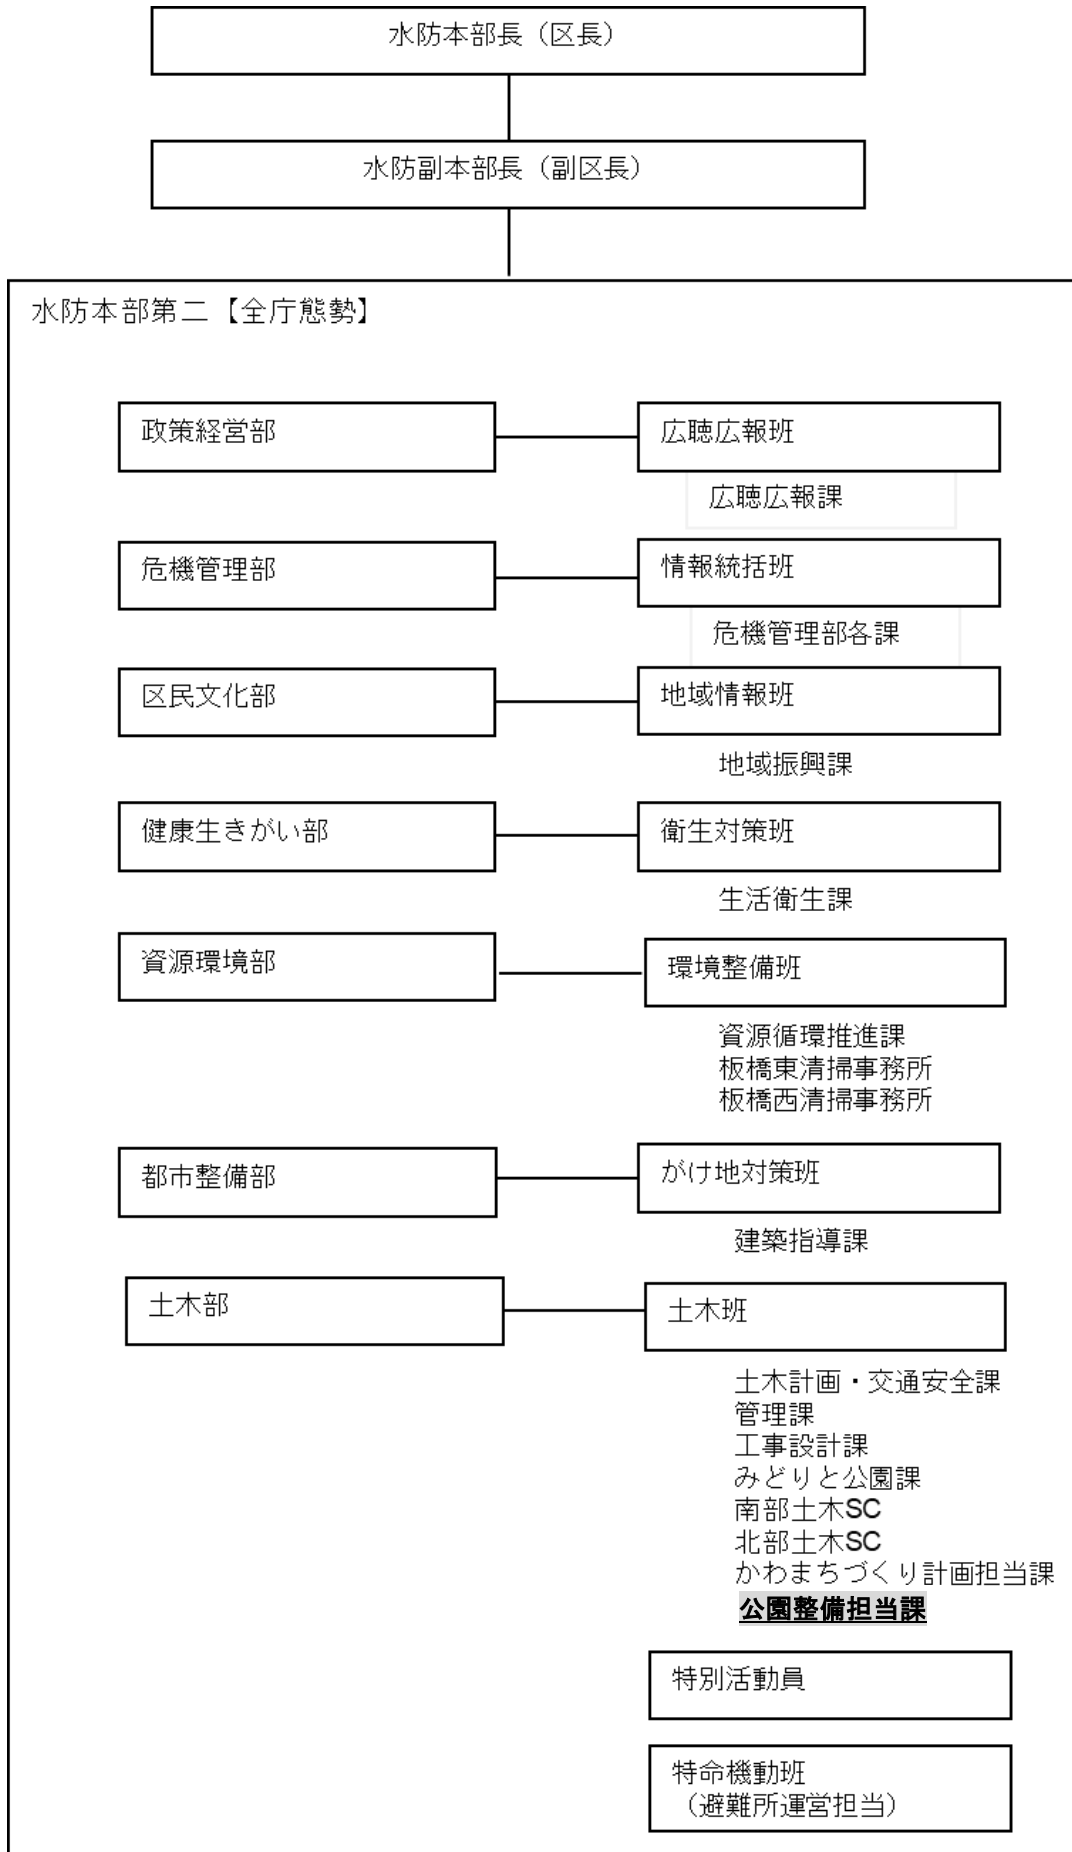 水防本部長（区長）
水防副本部長（副区長）
水防本部第二【全庁態勢】
政策経営部
広聴広報班
広聴広報課
危機管理部
情報統括班
危機管理部各課
区民文化部
地域情報班
地域振興課
健康生きがい部
衛生対策班
生活衛生課
資源環境部
環境整備班
資源循環推進課
板橋東清掃事務所
板橋西清掃事務所
都市整備部
がけ地対策班
建築指導課
土木部
土木班
土木計画・交通安全課
管理課
工事設計課
みどりと公園課
南部土木SC
北部土木SC
かわまちづくり計画担当課
公園整備担当課
特別活動員
特命機動班
（避難所運営担当）